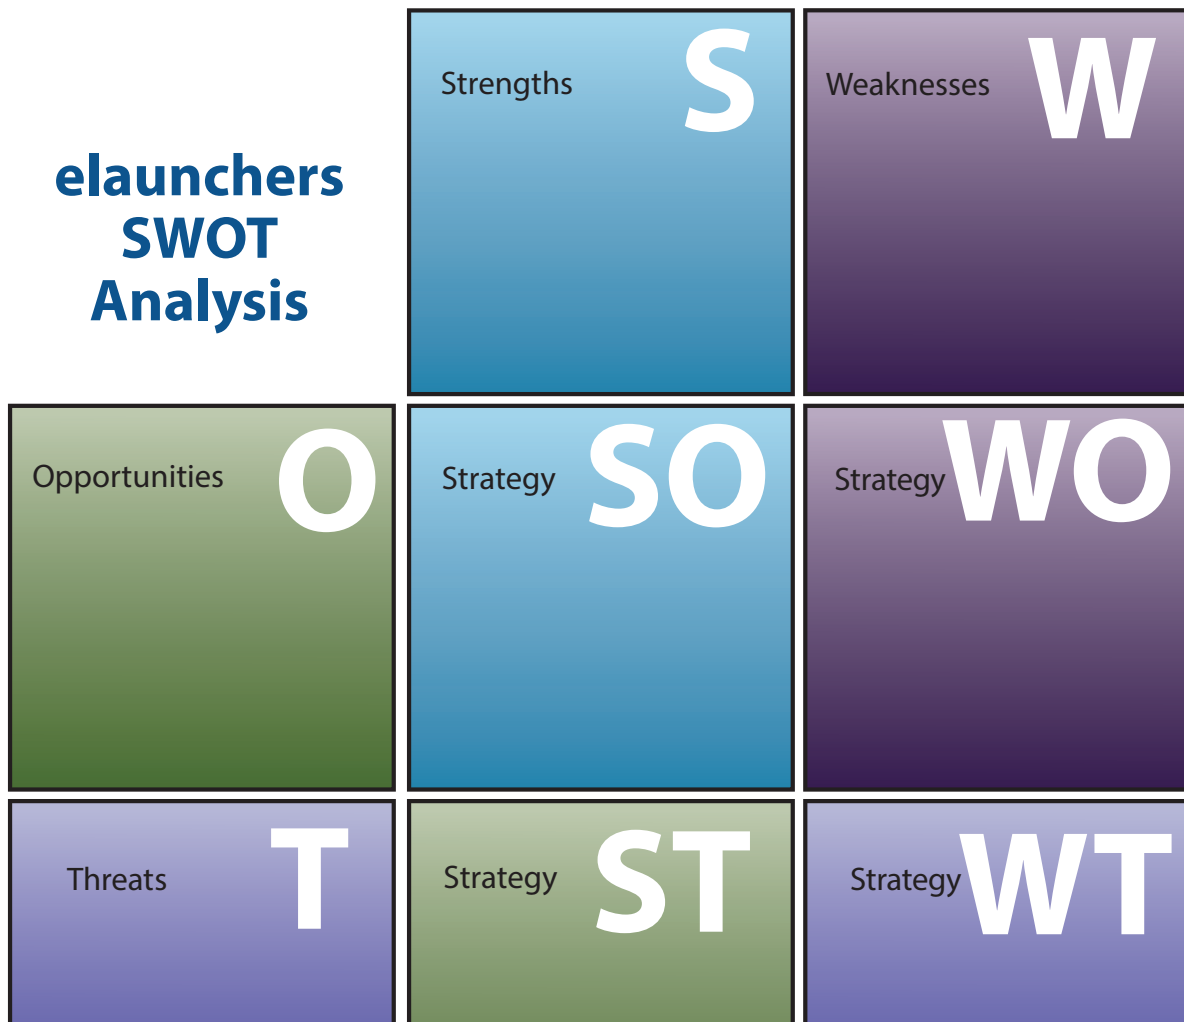 elaunchers
SWOT
Analysis
Strengths S
Weaknesses W
Opportunities O
Strategy SO
Strategy WO
Threats T
Strategy ST
Strategy WT